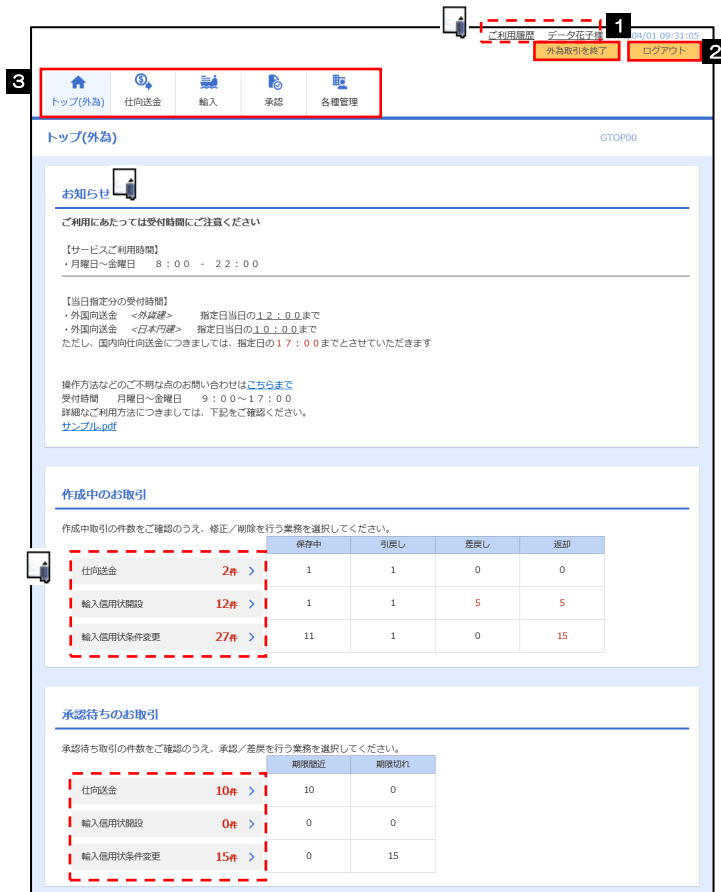 1
ご利用履歴 データ花子様 04/01 09:31:05
外為取引を終了 ログアウト 2
3
トップ(外為) 仕向送金 輸入 承認 各種管理
トップ(外為) GTOP00
お知らせ
ご利用にあたっては受付時間にご注意ください
【サービスご利用時間】
・月曜日～金曜日 8：00 - 22：00
【当日指定分の受付時間】
・外国向送金 <外貨建> 指定日当日の12：00まで
・外国向送金 <日本円建> 指定日当日の10：00まで
ただし、国内向仕向送金につきましては、指定日の17：00までとさせていただきます
操作方法などのご不明な点のお問い合わせはこちらまで
受付時間 月曜日～金曜日 9：00～17：00
詳細なご利用方法につきましては、下記をご確認ください。
サンプル.pdf
作成中のお取引
作成中取引の件数をご確認のうえ、修正／削除を行う業務を選択してください。
保存中 引戻し 差戻し 返却
仕向送金 2件 1 1 0 0
輸入信用状開設 12件 1 1 5 5
輸入信用状条件変更 27件 11 1 0 15
承認待ちのお取引
承認待ち取引の件数をご確認のうえ、承認／差戻を行う業務を選択してください。
期限間近 期限切れ
仕向送金 10件 10 0
輸入信用状開設 0件 0 0
輸入信用状条件変更 15件 0 15